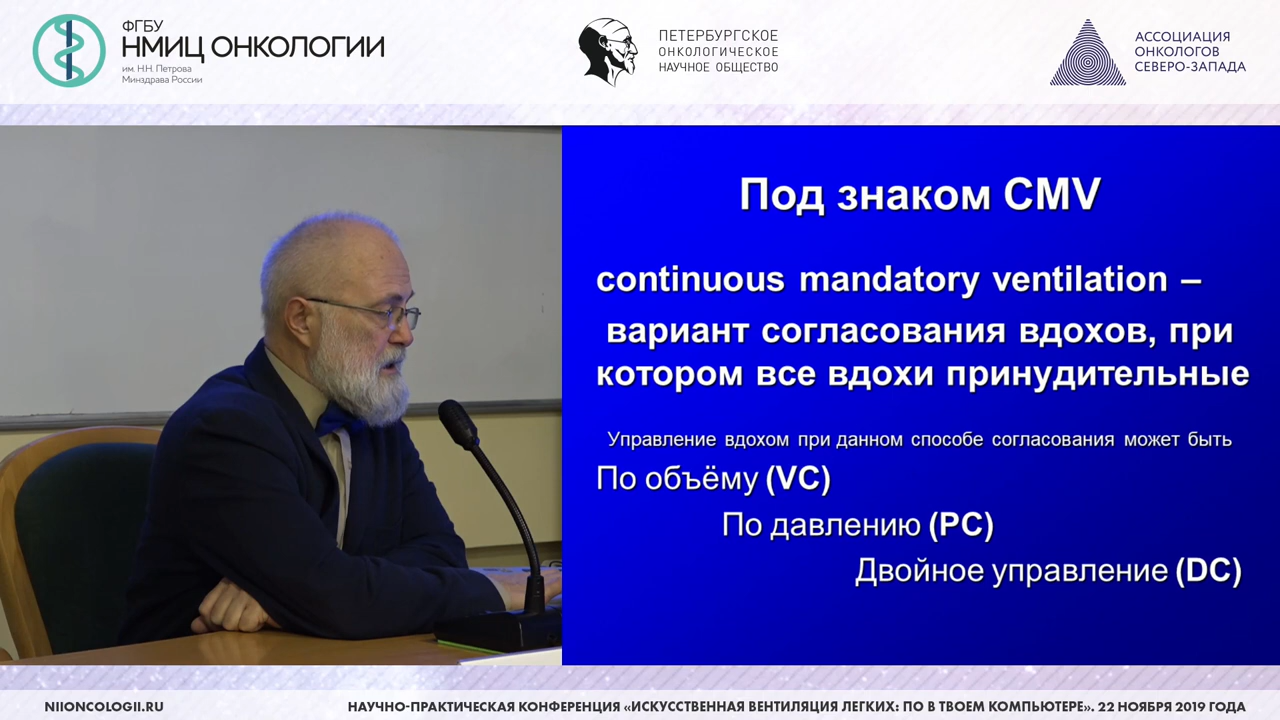 ФГБУ
НМИЦ ОНКОЛОГИИ
им. Н.Н. Петрова
Минздрава России
ПЕТЕРБУРГСКОЕ
ОНКОЛОГИЧЕСКОЕ
НАУЧНОЕ ОБЩЕСТВО
АССОЦИАЦИЯ
ОНКОЛОГОВ
СЕВЕРО-ЗАПАДА
Под знаком CMV
continuous mandatory ventilation –
вариант согласования вдохов, при
котором все вдохи принудительные
Управление вдохом при данном способе согласования может быть
По объёму (VC)
По давлению (PC)
Двойное управление (DC)
NIIONCOLOGII.RU
НАУЧНО-ПРАКТИЧЕСКАЯ КОНФЕРЕНЦИЯ «ИСКУССТВЕННАЯ ВЕНТИЛЯЦИЯ ЛЕГКИХ: ПО В ТВОЕМ КОМПЬЮТЕРЕ». 22 НОЯБРЯ 2019 ГОДА